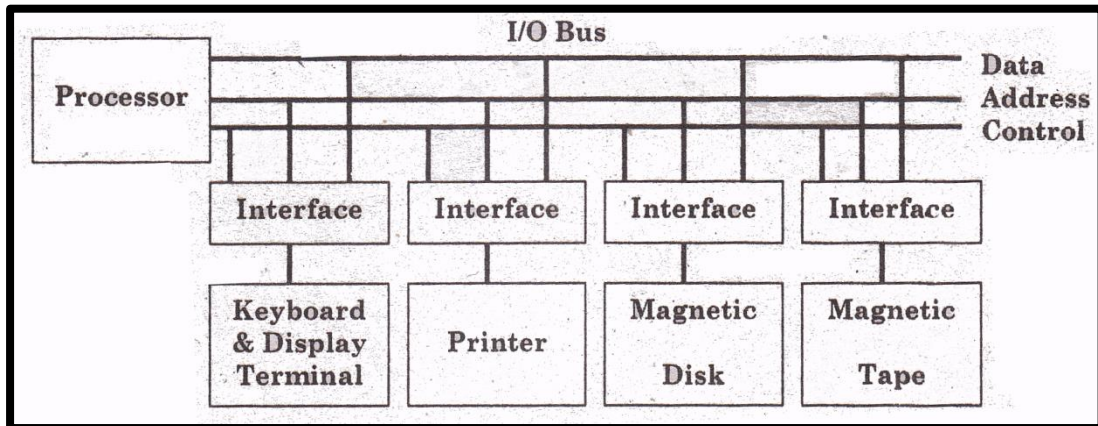 I/O Bus
Processor
Data
Address
Control
Interface
Interface
Interface
Interface
Keyboard
& Display
Terminal
Printer
Magnetic
Disk
Magnetic
Tape